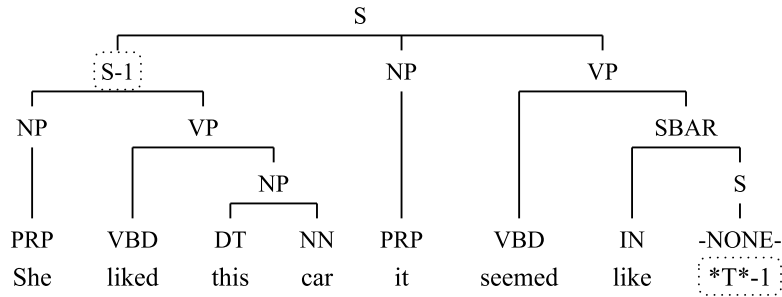 S
S-1 NP VP
NP VP SBAR
NP S
PRP VBD DT NN PRP VBD IN -NONE-
She liked this car it seemed like *T*-1